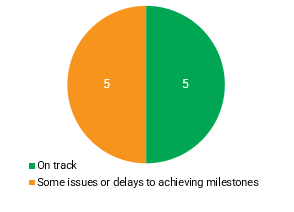 5 5
On track
Some issues or delays to achieving milestones